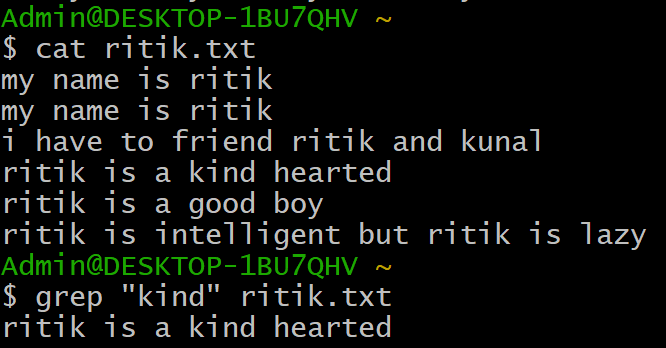 Admin@DESKTOP-1BU7QHV ~
$ cat ritik.txt
my name is ritik
my name is ritik
i have to friend ritik and kunal
ritik is a kind hearted
ritik is a good boy
ritik is intelligent but ritik is lazy
Admin@DESKTOP-1BU7QHV ~
$ grep "kind" ritik.txt
ritik is a kind hearted